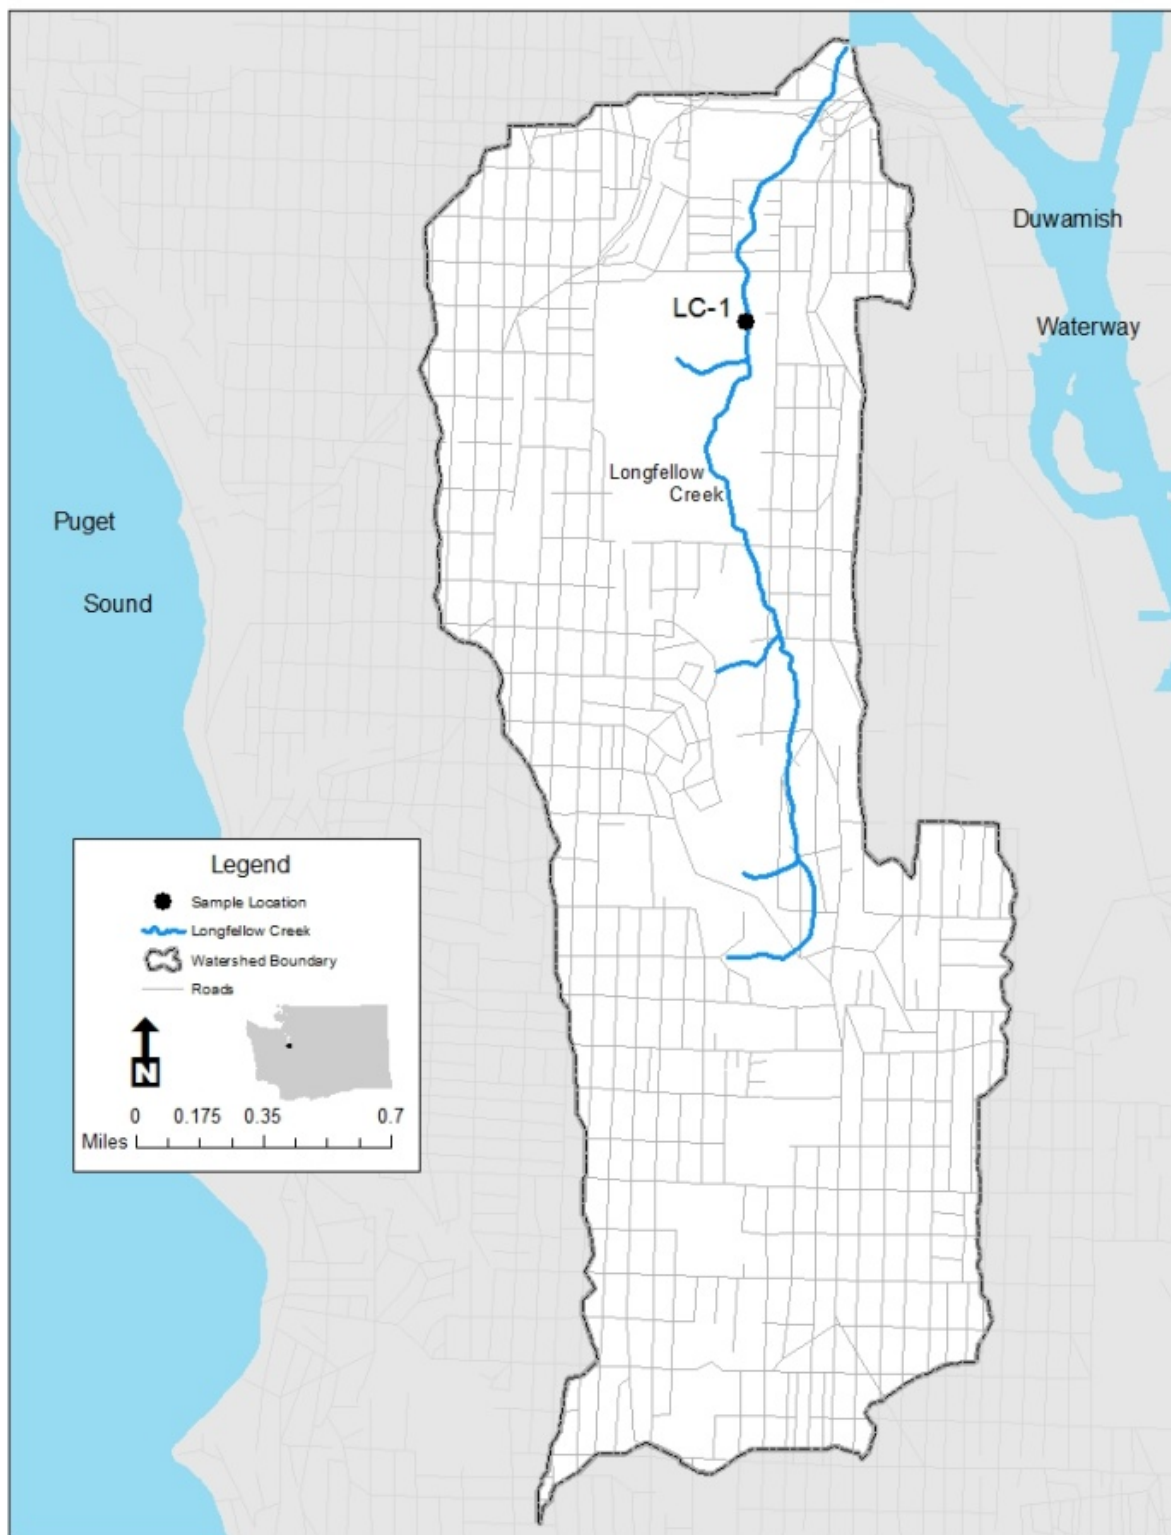 Duwamish
Waterway
LC-1
Longfellow
Creek
Puget
Sound
Legend
Sample Location
Longfellow Creek
Watershed Boundary
Roads
N
0 0.175 0.35 0.7
Miles